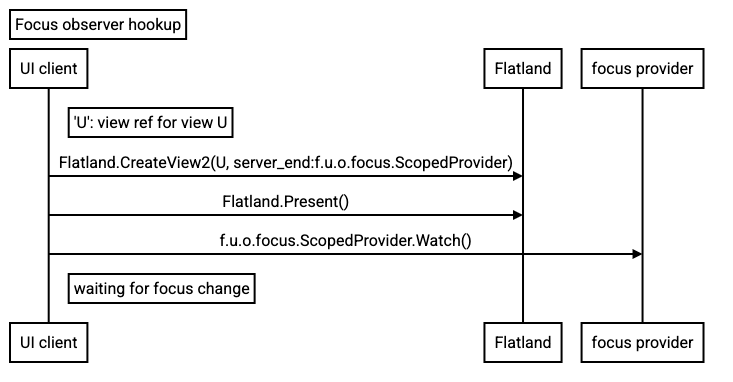 Focus observer hookup
UI client
Flatland
focus provider
'U': view ref for view U
Flatland.CreateView2(U, server_end:f.u.o.focus.ScopedProvider)
Flatland.Present()
f.u.o.focus.ScopedProvider.Watch()
waiting for focus change
UI client
Flatland
focus provider